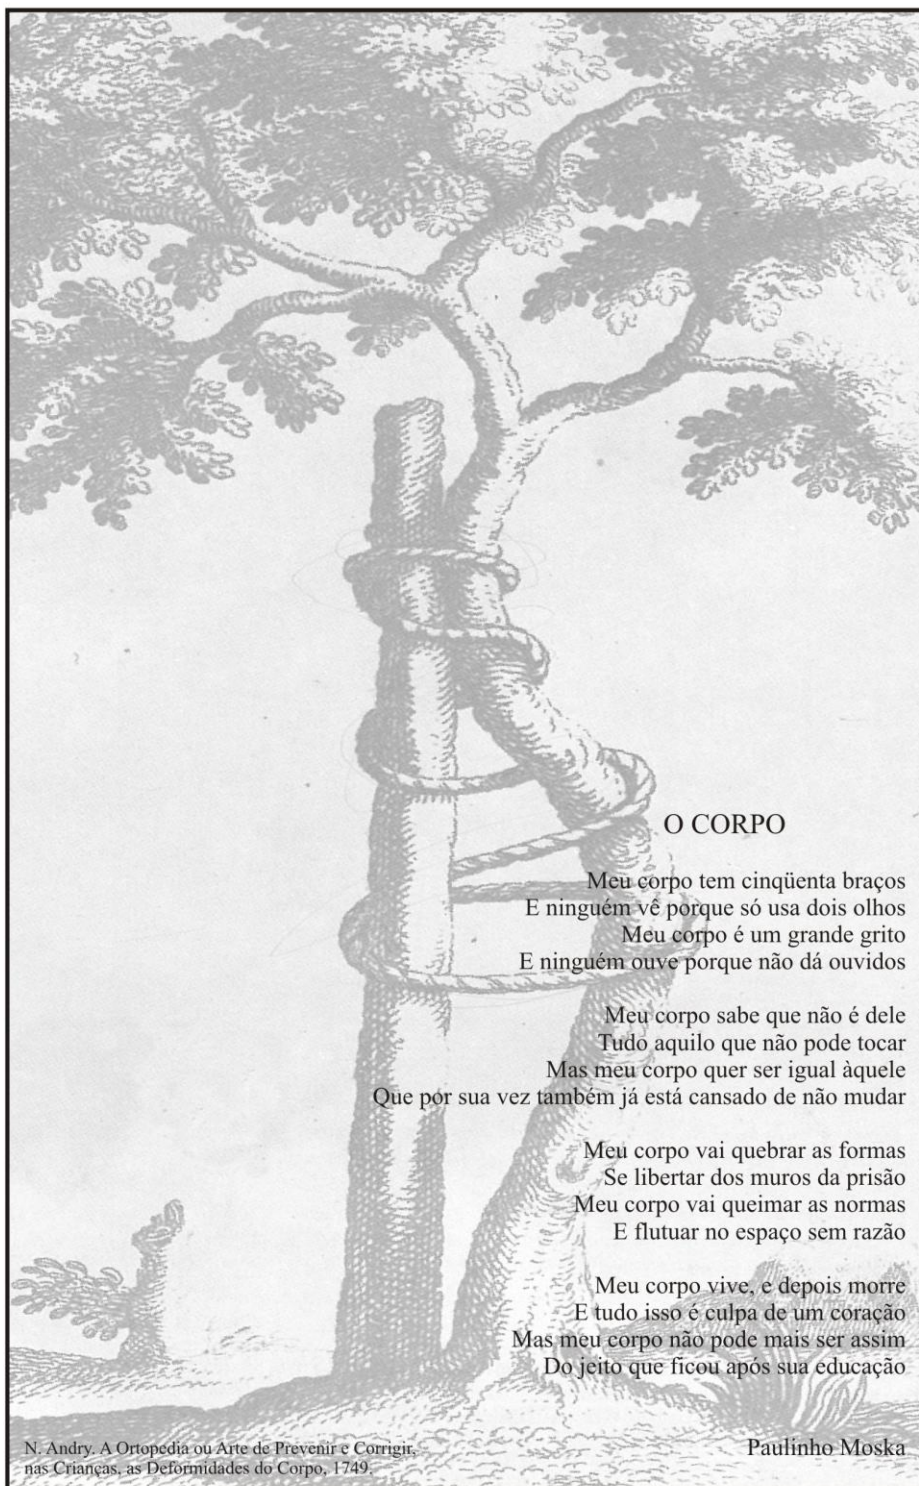 O CORPO
Meu corpo tem cinqüenta braços
E ninguém vê porque só usa dois olhos
Meu corpo é um grande grito
E ninguém ouve porque não dá ouvidos
Meu corpo sabe que não é dele
Tudo aquilo que não pode tocar
Mas meu corpo quer ser igual àquele
Que por sua vez também já está cansado de não mudar
Meu corpo vai quebrar as formas
Se libertar dos muros da prisão
Meu corpo vai queimar as normas
E flutuar no espaço sem razão
Meu corpo vive, e depois morre
E tudo isso é culpa de um coração
Mas meu corpo não pode mais ser assim
Do jeito que ficou após sua educação
Paulinho Moska
N. Andry. A Ortopedia ou Arte de Prevenir e Corrigir,
nas Crianças, as Deformidades do Corpo, 1749.